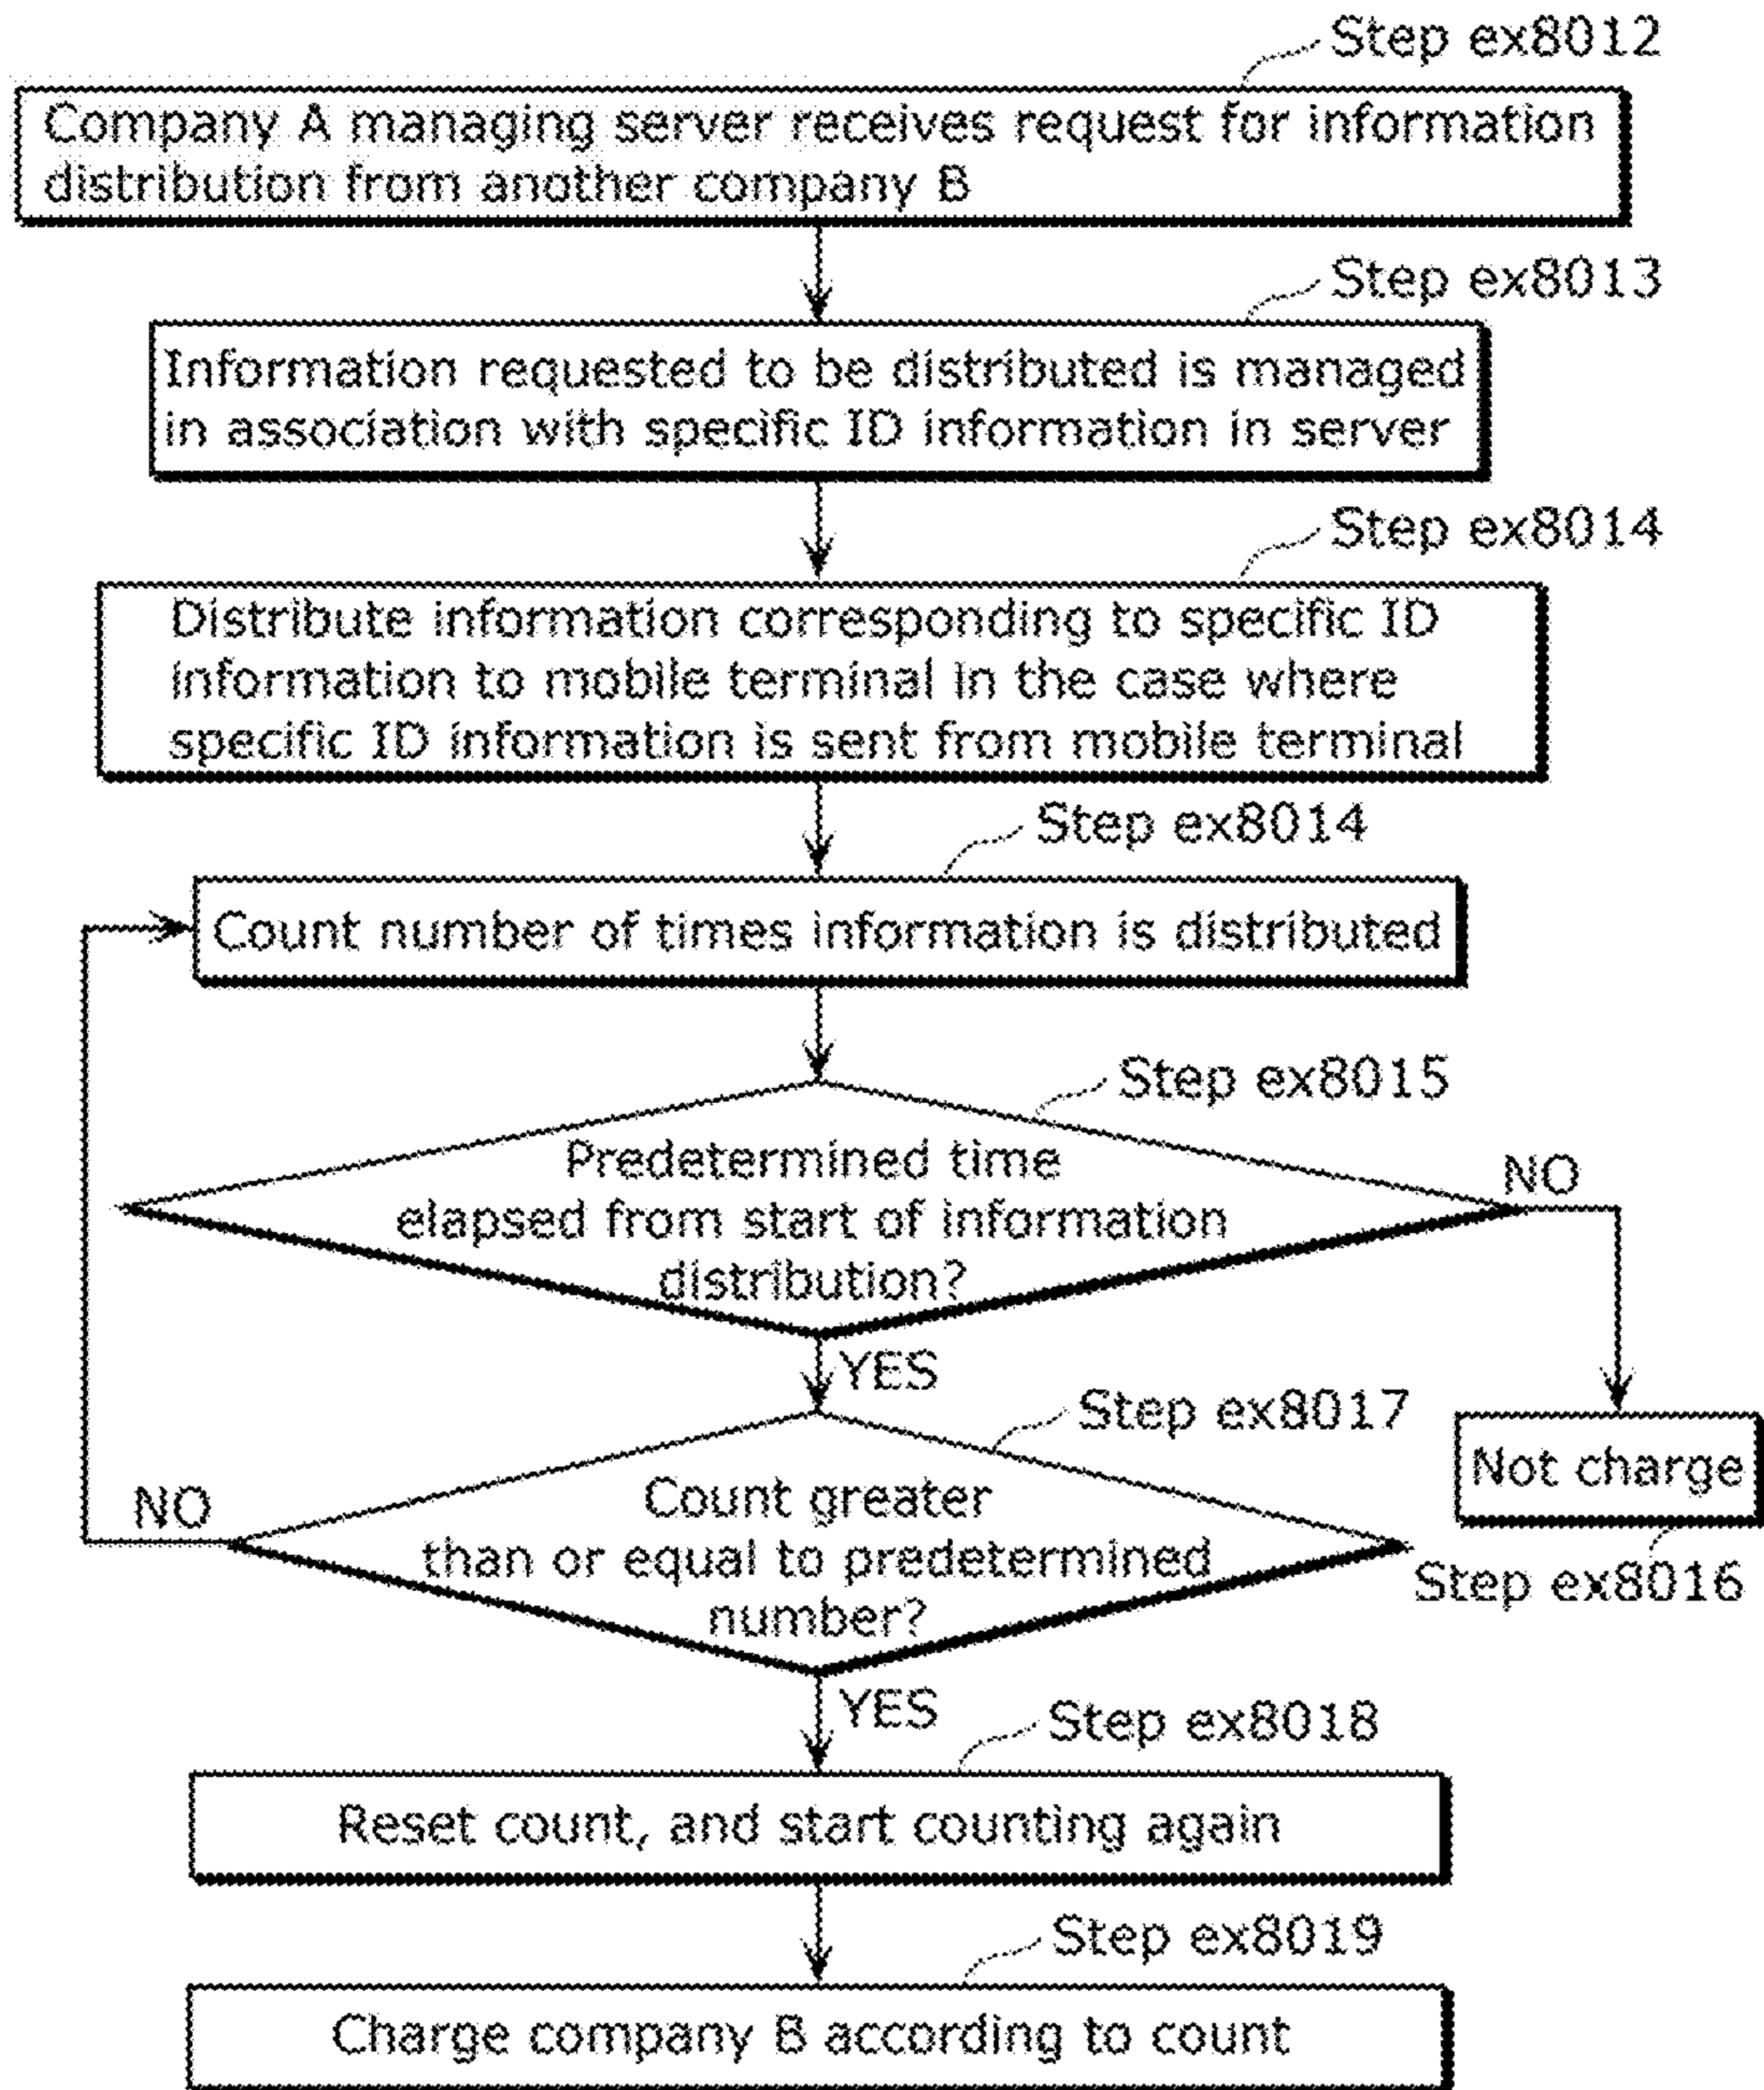 Step ex8012
Company A managing server receives request for information
distribution from another company B
Step ex8013
Information requested to be distributed is managed
in association with specific ID information in server
Step ex8014
Distribute information corresponding to specific ID
information to mobile terminal in the case where
specific ID information is sent from mobile terminal
Step ex8014
Count number of times information is distributed
Step ex8015
Predetermined time
elapsed from start of information
distribution?
NO
YES
Step ex8017
Not charge
Step ex8016
Count greater
than or equal to predetermined
number?
NO
YES
Step ex8018
Reset count, and start counting again
Step ex8019
Charge company B according to count